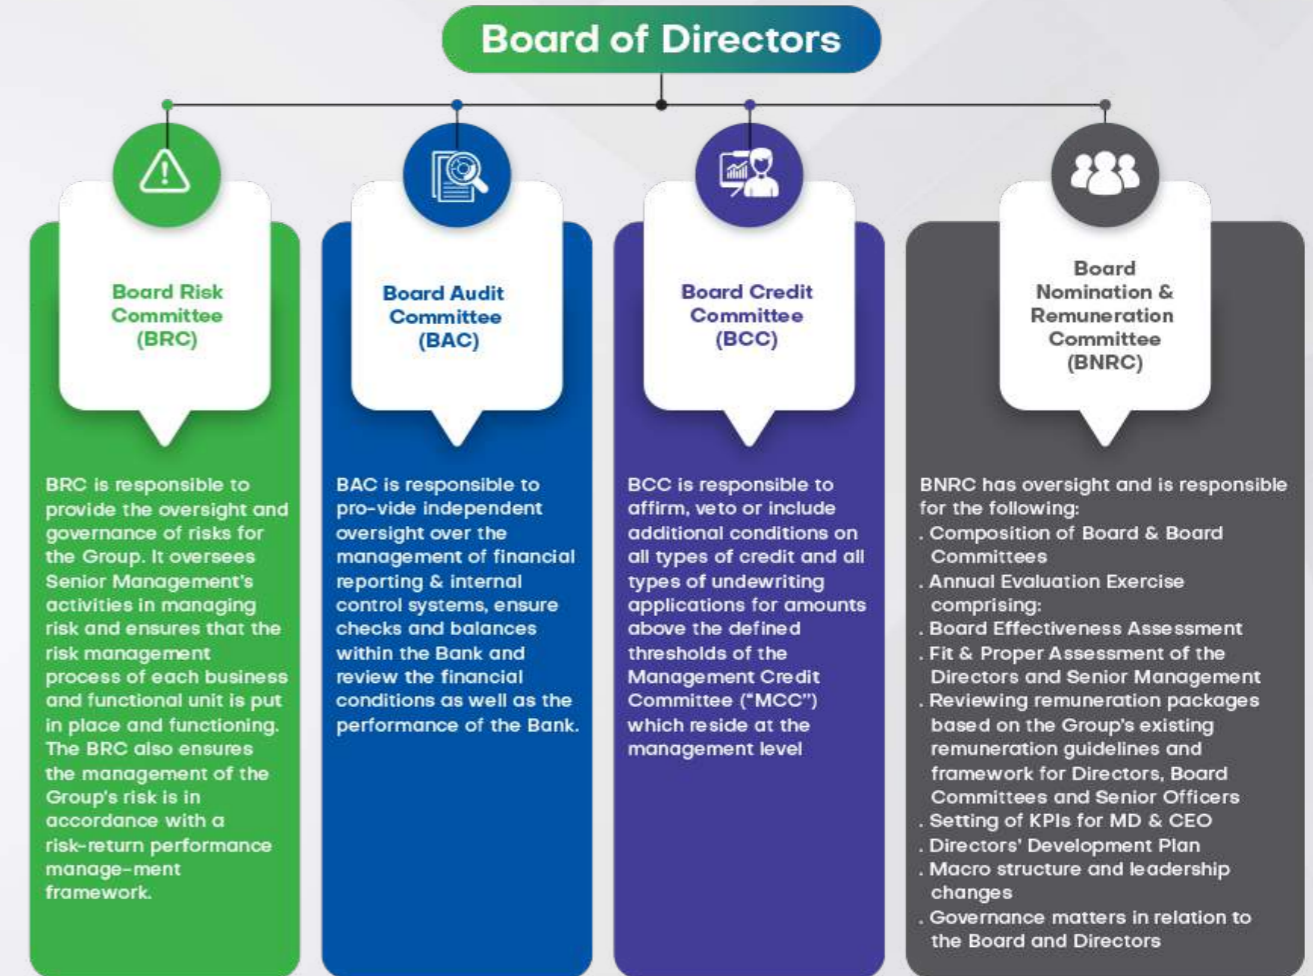 Board of Directors
Board Risk
Committee
(BRC)
BRC is responsible to
provide the oversight and
governance of risks for
the Group. It oversees
Senior Management's
activities in managing
risk and ensures that the
risk management
process of each business
and functional unit is put
in place and functioning.
The BRC also ensures
the management of the
Group's risk is in
accordance with a
risk-return performance
manage-ment
framework.
Board Audit
Committee
(BAC)
BAC is responsible to
pro-vide independent
oversight over the
management of financial
reporting & internal
control systems, ensure
checks and balances
within the Bank and
review the financial
conditions as well as the
performance of the Bank.
Board Credit
Committee
(BCC)
BCC is responsible to
affirm, veto or include
additional conditions on
all types of credit and all
types of undewriting
applications for amounts
above the defined
thresholds of the
Management Credit
Committee ("MCC")
which reside at the
management level
Board
Nomination &
Remuneration
Committee
(BNRC)
BNRC has oversight and is responsible
for the following:
. Composition of Board & Board
Committees
. Annual Evaluation Exercise
comprising:
. Board Effectiveness Assessment
. Fit & Proper Assessment of the
Directors and Senior Management
. Reviewing remuneration packages
based on the Group's existing
remuneration guidelines and
framework for Directors, Board
Committees and Senior Officers
. Setting of KPIs for MD & CEO
. Directors' Development Plan
. Macro structure and leadership
changes
. Governance matters in relation to
the Board and Directors